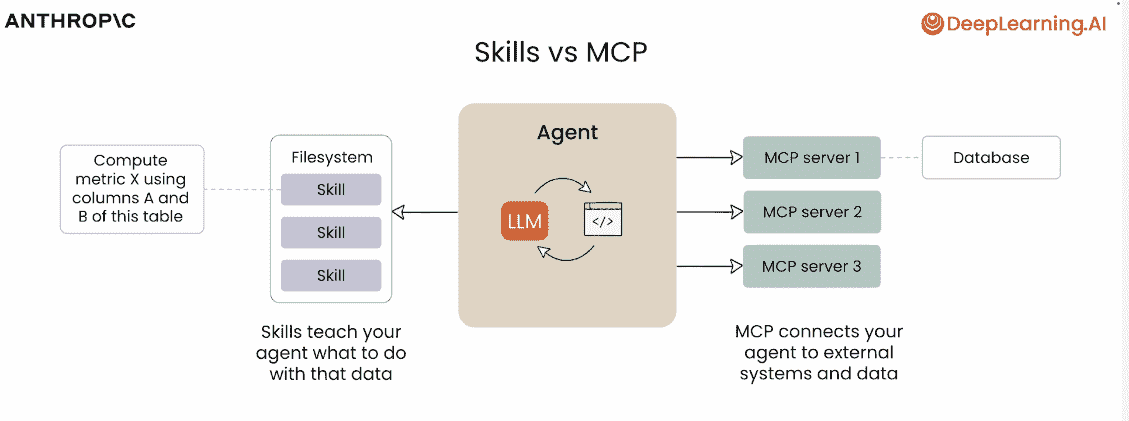 ANTHROP\C
DeepLearning.AI
Skills vs MCP
Compute
metric X using
columns A and
B of this table
Filesystem
Skill
Skill
Skill
Skills teach your
agent what to do
with that data
Agent
LLM
</>
MCP server 1
MCP server 2
MCP server 3
Database
MCP connects your
agent to external
systems and data